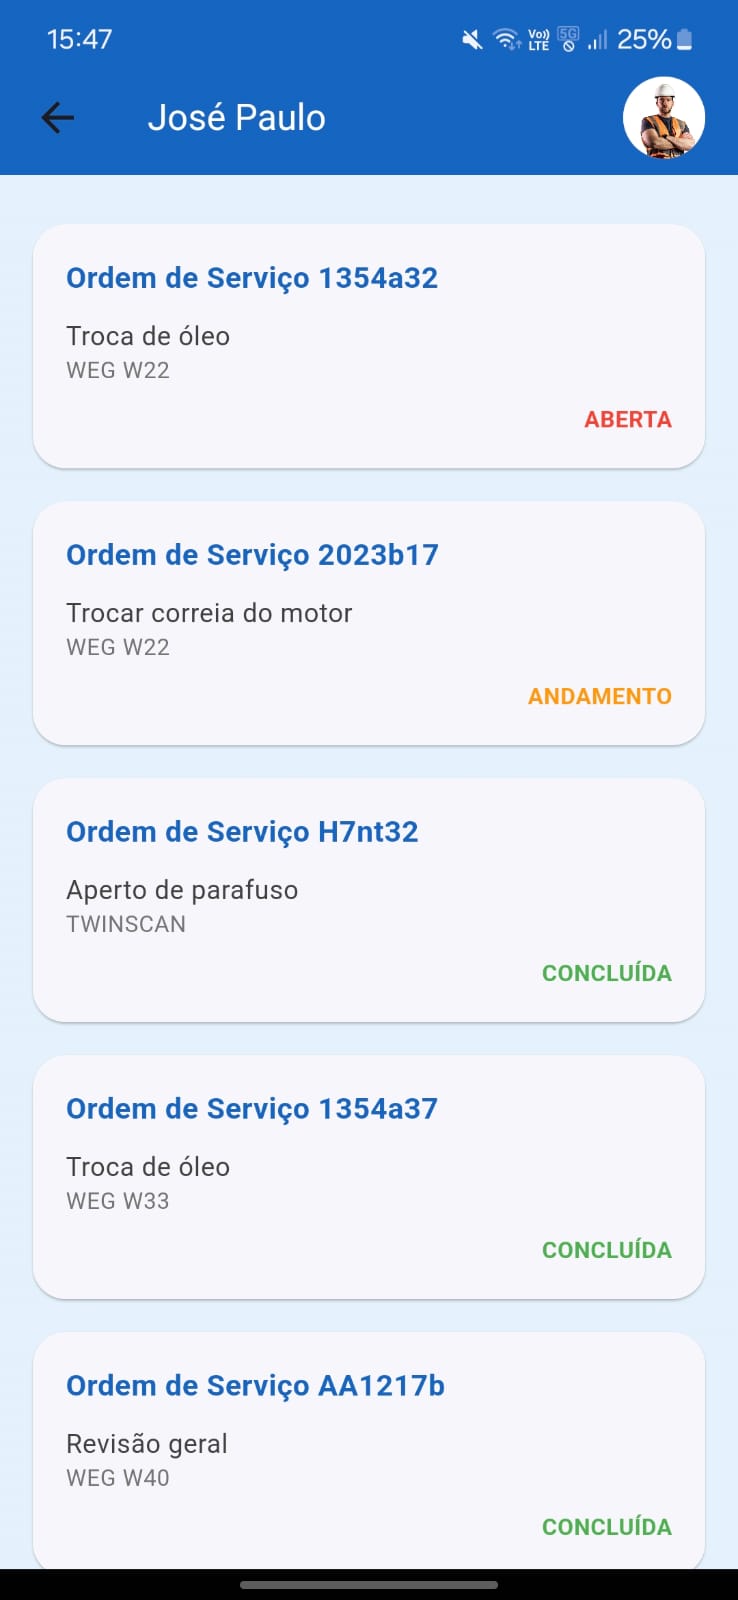 15:47
Vo)) 5G
LTE
25%
José Paulo
Ordem de Serviço 1354a32
Troca de óleo
WEG W22
ABERTA
Ordem de Serviço 2023b17
Trocar correia do motor
WEG W22
ANDAMENTO
Ordem de Serviço H7nt32
Aperto de parafuso
TWINSCAN
CONCLUÍDA
Ordem de Serviço 1354a37
Troca de óleo
WEG W33
CONCLUÍDA
Ordem de Serviço AA1217b
Revisão geral
WEG W40
CONCLUÍDA